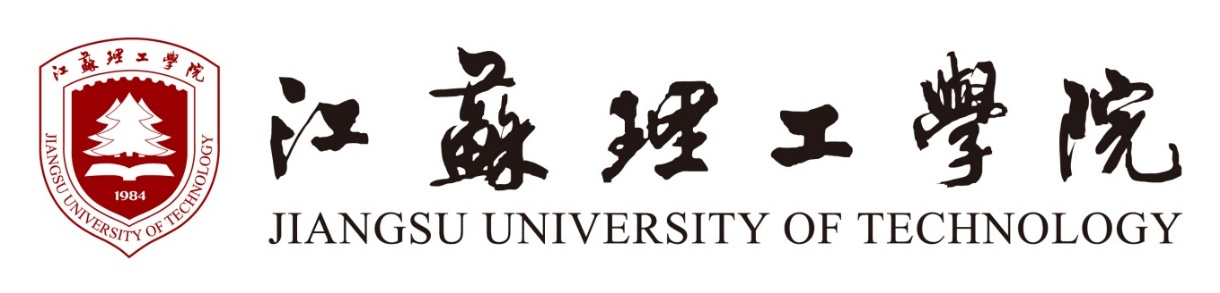 江蘇理工學院
JIANGSU UNIVERSITY OF TECHNOLOGY
1984
江蘇理工學院
JIANGSU UNIVERSITY OF TECHNOLOGY